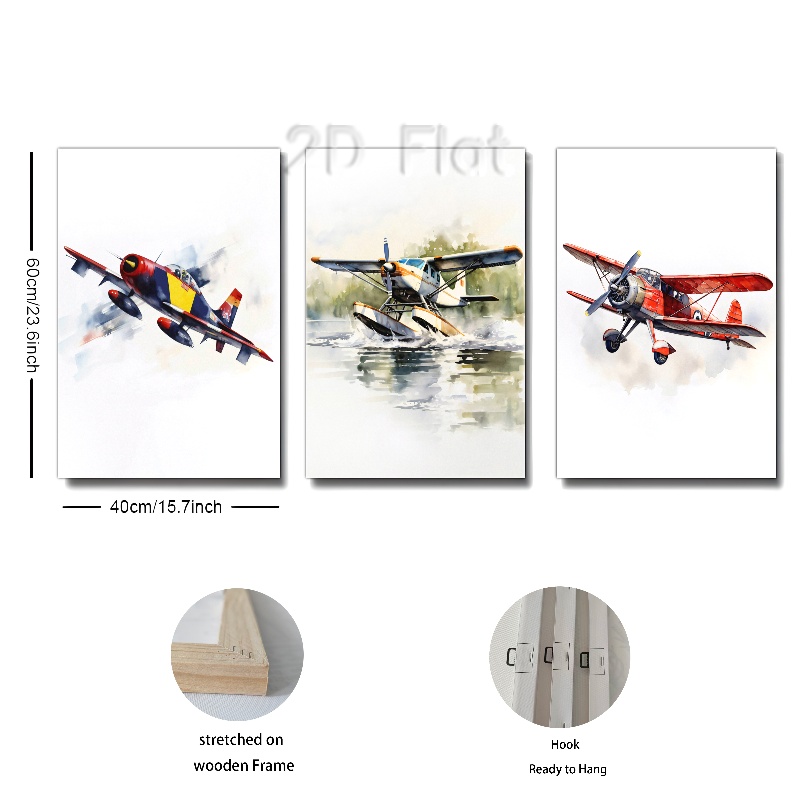 2D Flat
60cm/23.6inch
40cm/15.7inch
stretched on
wooden Frame
Hook
Ready to Hang